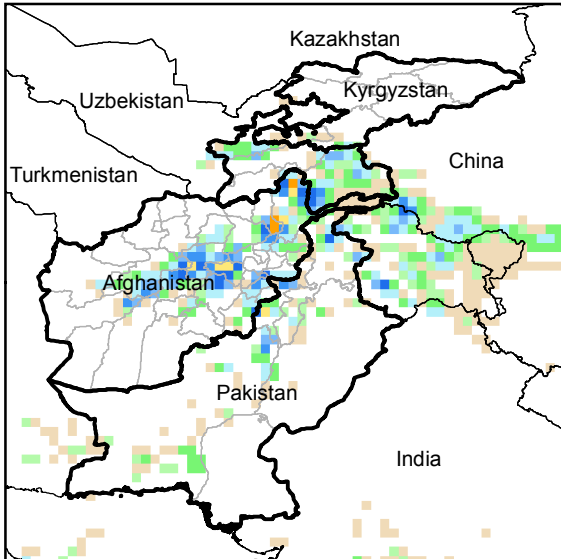 Kazakhstan
Uzbekistan
Kyrgyzstan
Turkmenistan
China
Afghanistan
Pakistan
India